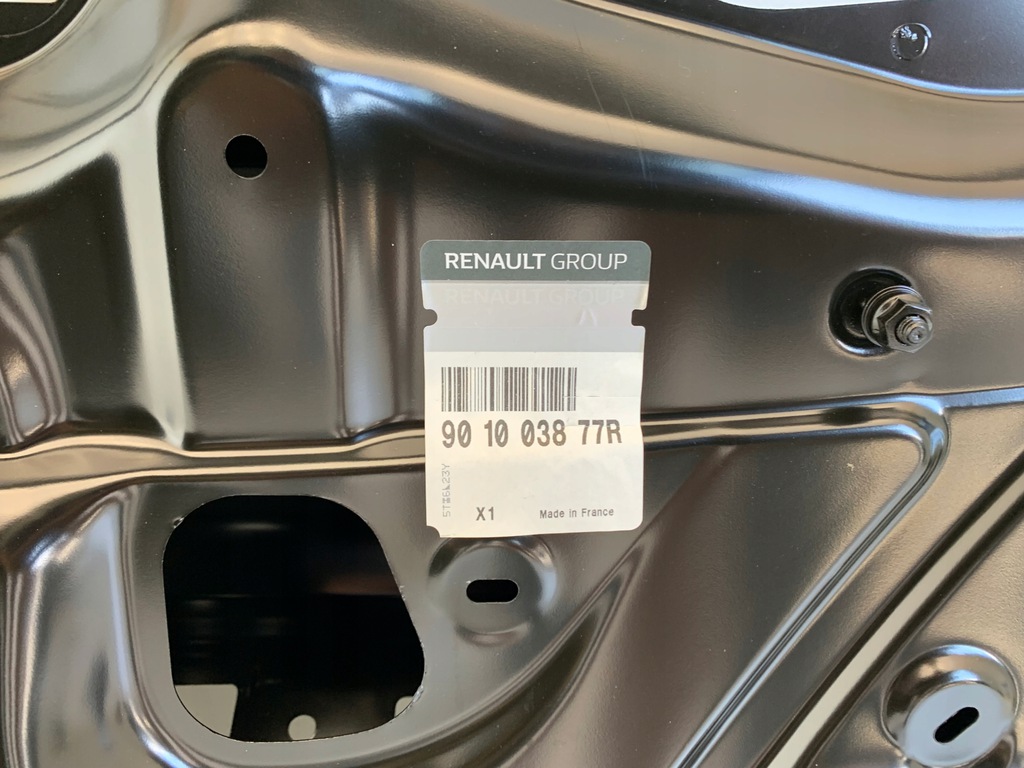 RENAULT GROUP
RENAULT GROUP
90 10 038 77R
X1
Made in France